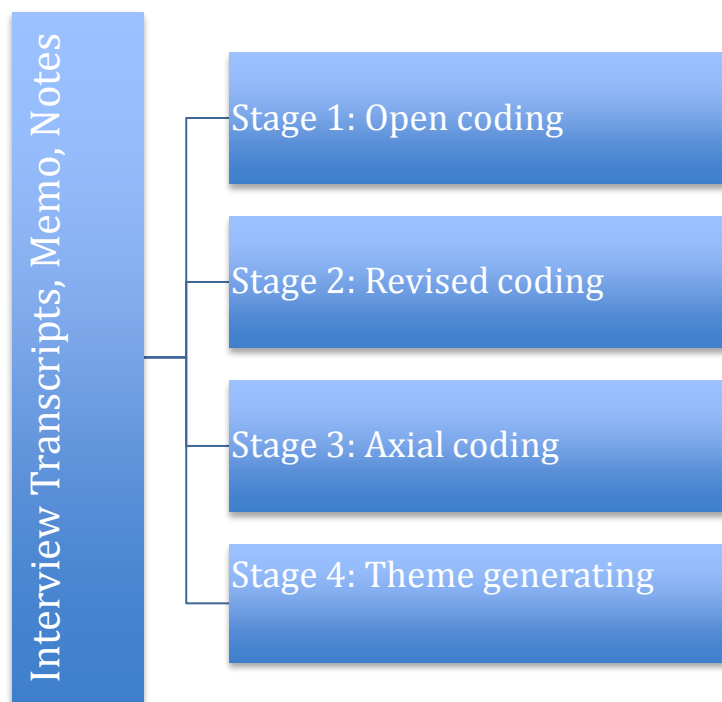 Interview Transcripts, Memo, Notes
Stage 1: Open coding
Stage 2: Revised coding
Stage 3: Axial coding
Stage 4: Theme generating